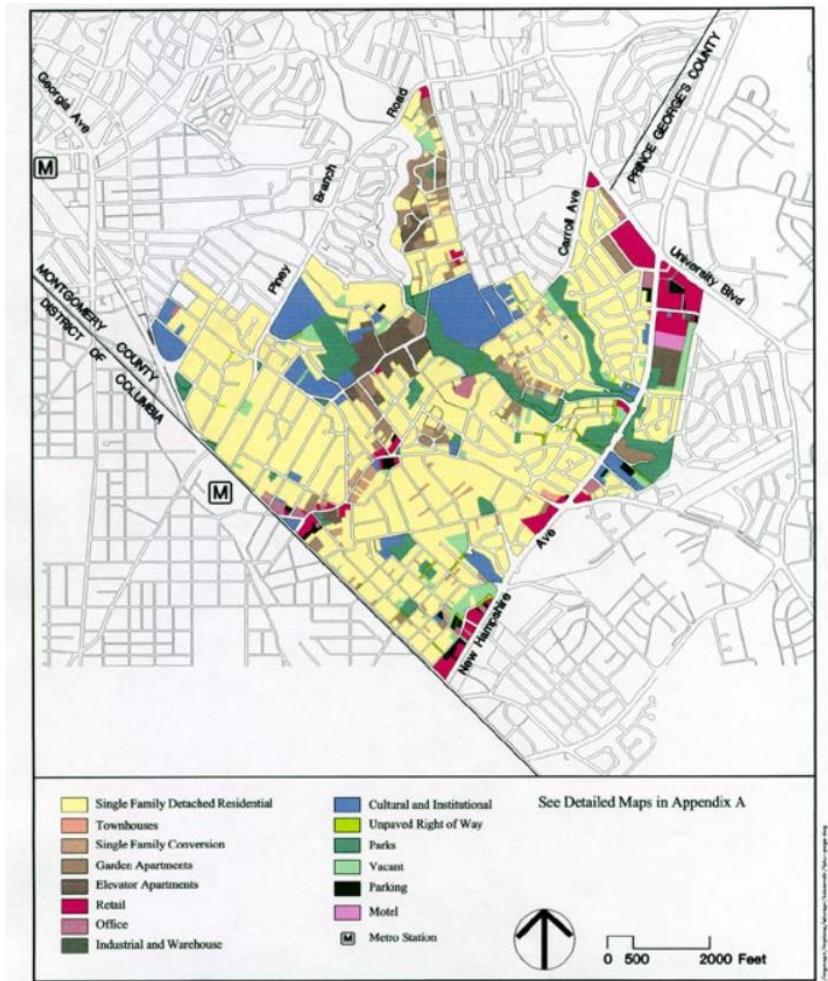 Georgia Ave
M
Piney Branch Road
PRINCE GEORGE'S COUNTY
Carroll Ave
University Blvd
MONTGOMERY COUNTY
DISTRICT OF COLUMBIA
M
New Hampshire Ave
Single Family Detached Residential
Townhouses
Single Family Conversion
Garden Apartments
Elevator Apartments
Retail
Office
Industrial and Warehouse
Cultural and Institutional
Unpaved Right of Way
Parks
Vacant
Parking
Motel
M Metro Station
See Detailed Maps in Appendix A
0 500 2000 Feet